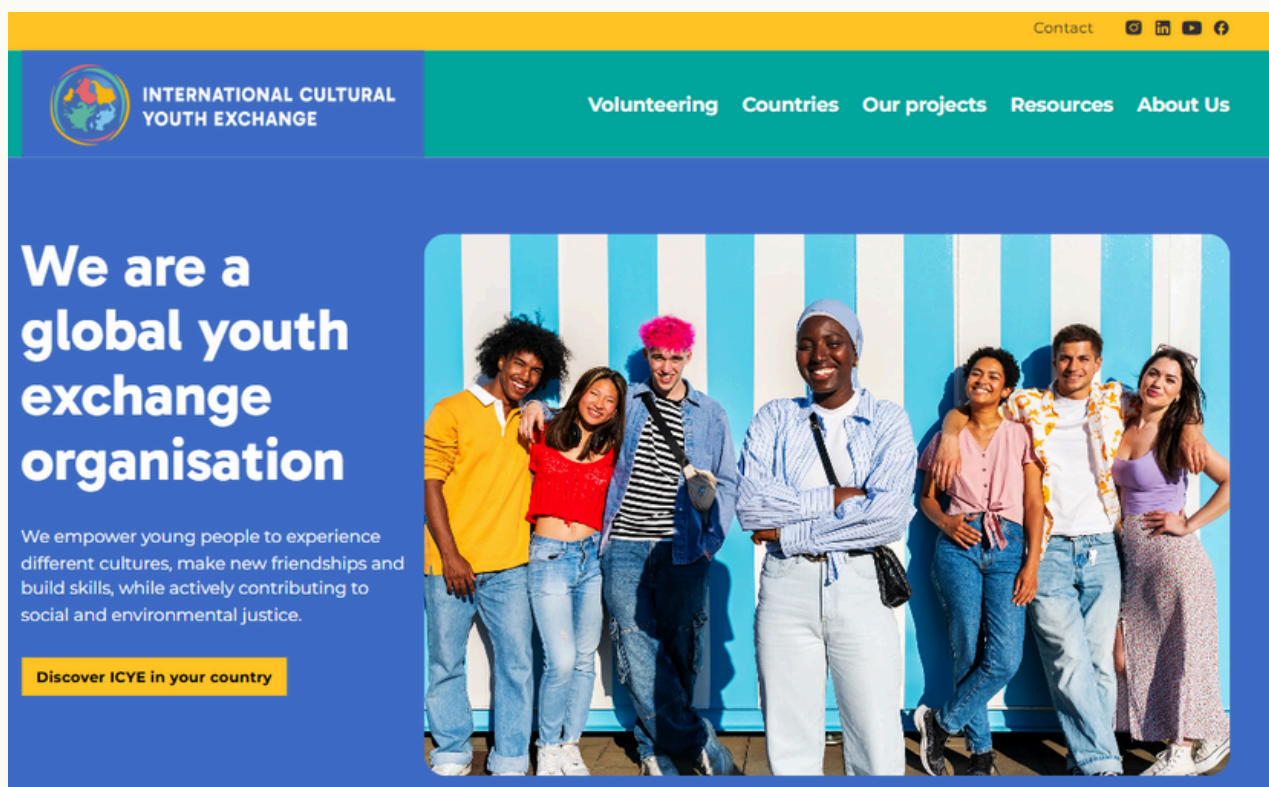 Contact
INTERNATIONAL CULTURAL
YOUTH EXCHANGE
Volunteering Countries Our projects Resources About Us
We are a
global youth
exchange
organisation
We empower young people to experience
different cultures, make new friendships and
build skills, while actively contributing to
social and environmental justice.
Discover ICYE in your country